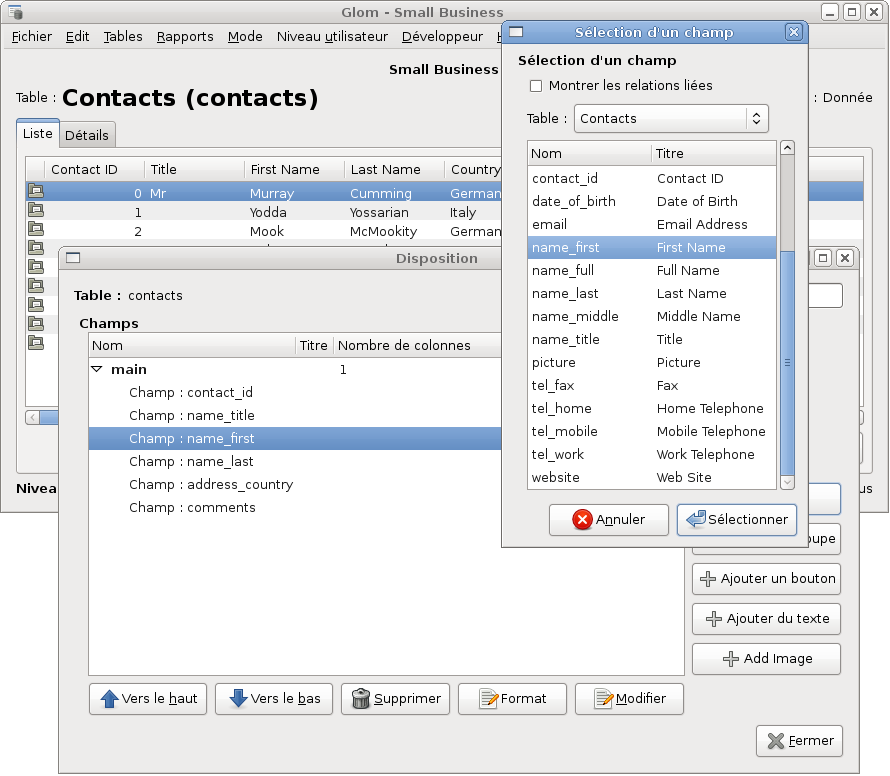 Glom - Small Business
Fichier Edit Tables Rapports Mode Niveau utilisateur Développeur
Small Business
Table : Contacts (contacts)
: Donnée
Liste Détails
Contact ID Title First Name Last Name Country
0 Mr Murray Cumming German
1 Yodda Yossarian Italy
2 Mook McMookity German
Nivea
us
Disposition
Table : contacts
Champs
Nom Titre Nombre de colonnes
main 1
Champ : contact_id
Champ : name_title
Champ : name_first
Champ : name_last
Champ : address_country
Champ : comments
oupe
Ajouter un bouton
Ajouter du texte
Add Image
Vers le haut Vers le bas Supprimer Format Modifier
Fermer
Sélection d'un champ
Sélection d'un champ
Montrer les relations liées
Table : Contacts
Nom Titre
contact_id Contact ID
date_of_birth Date of Birth
email Email Address
name_first First Name
name_full Full Name
name_last Last Name
name_middle Middle Name
name_title Title
picture Picture
tel_fax Fax
tel_home Home Telephone
tel_mobile Mobile Telephone
tel_work Work Telephone
website Web Site
Annuler Sélectionner